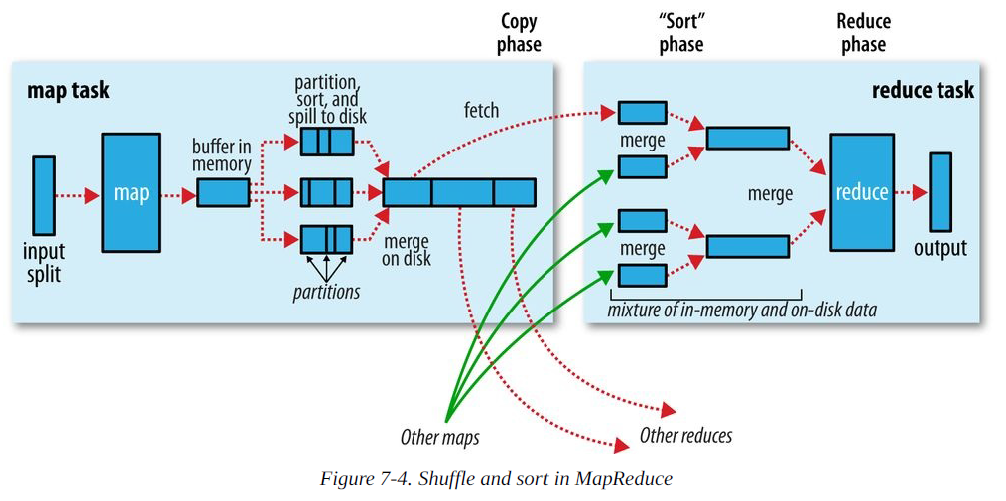 Copy
phase
"Sort"
phase
Reduce
phase
map task
partition,
sort, and
spill to disk
fetch
reduce task
buffer in
memory
merge
map
merge
reduce
input
split
merge
on disk
merge
output
partitions
mixture of in-memory and on-disk data
Other maps
Other reduces
Figure 7-4. Shuffle and sort in MapReduce